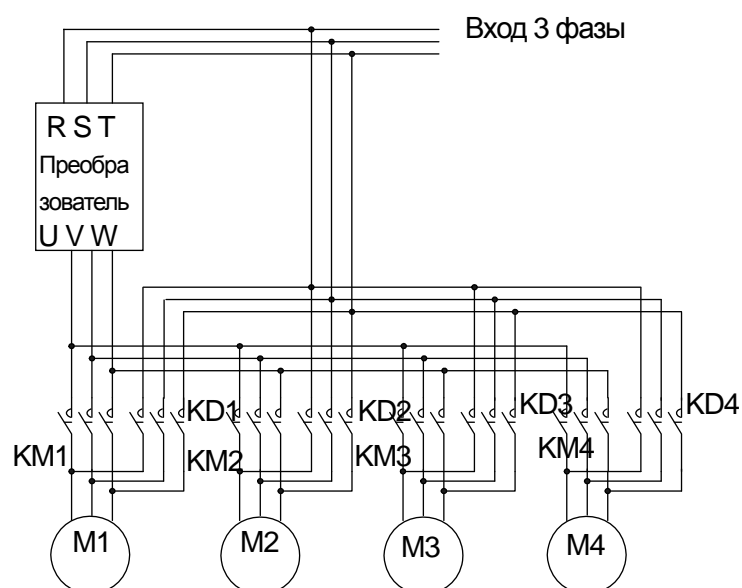 Вход 3 фазы
R S T
Преобра
зователь
U V W
KD1
KD2
KD3
KD4
KM1
KM2
KM3
KM4
M1
M2
M3
M4